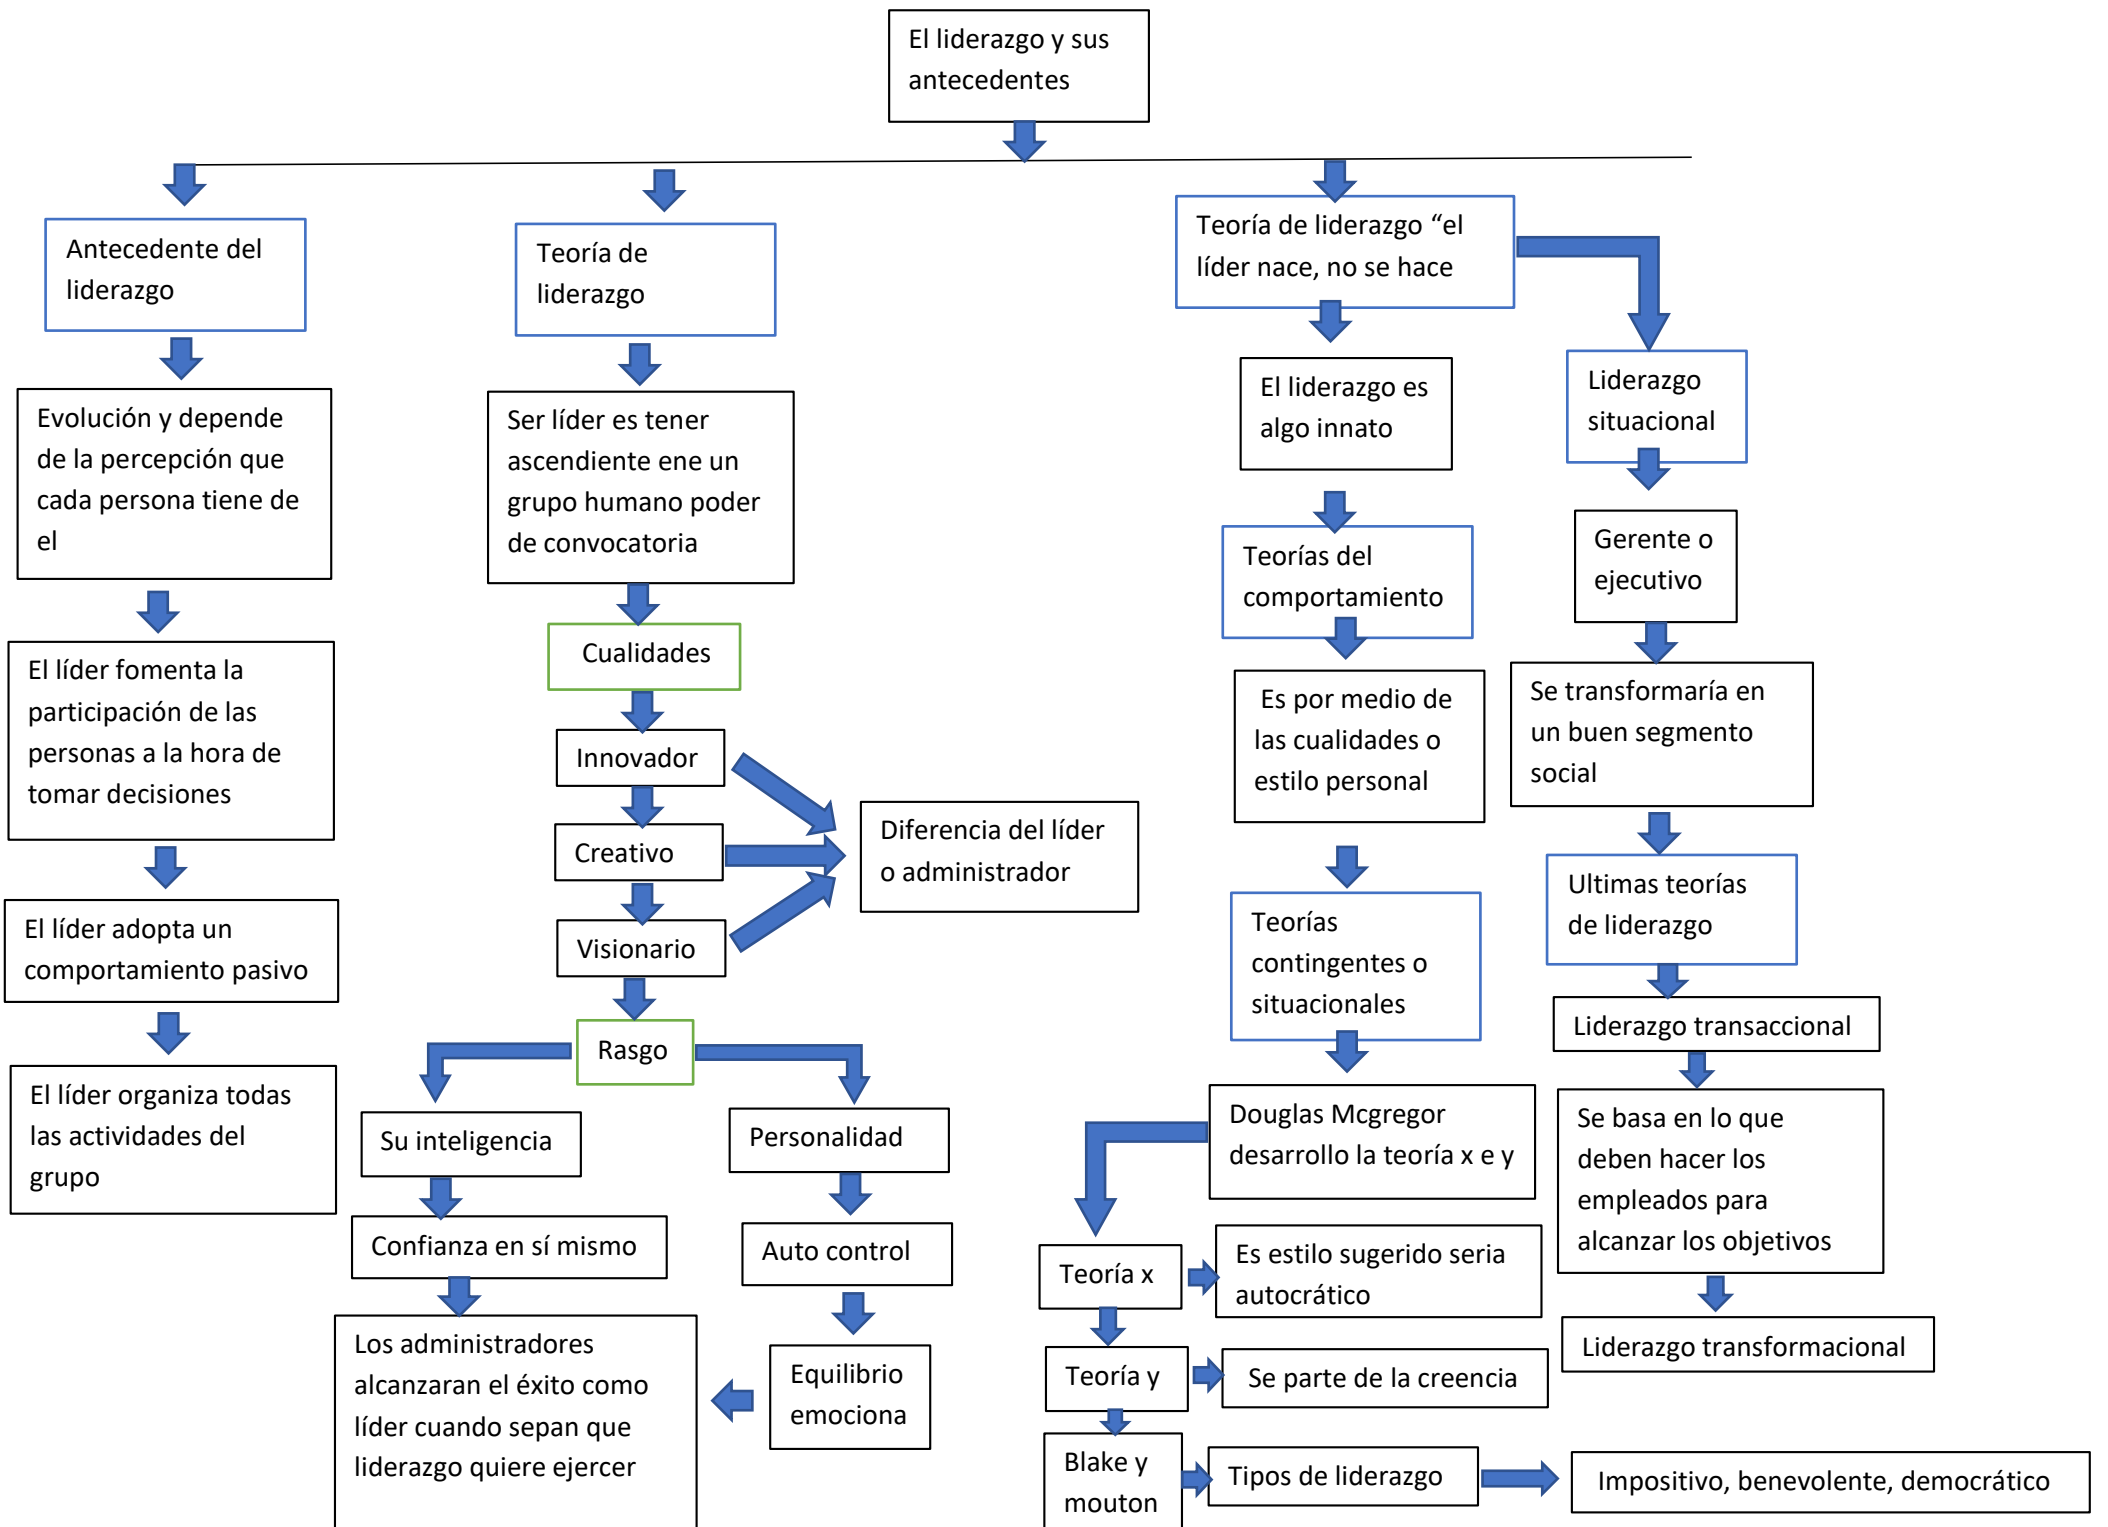 El liderazgo y sus
antecedentes
Antecedente del
liderazgo
Evolución y depende
de la percepción que
cada persona tiene de
el
El líder fomenta la
participación de las
personas a la hora de
tomar decisiones
El líder adopta un
comportamiento pasivo
El líder organiza todas
las actividades del
grupo
Teoría de
liderazgo
Ser líder es tener
ascendiente ene un
grupo humano poder
de convocatoria
Cualidades
Innovador
Creativo
Visionario
Diferencia del líder
o administrador
Rasgo
Su inteligencia
Confianza en sí mismo
Los administradores
alcanzaran el éxito como
líder cuando sepan que
liderazgo quiere ejercer
Personalidad
Auto control
Equilibrio
emociona
Teoría de liderazgo “el
líder nace, no se hace
El liderazgo es
algo innato
Teorías del
comportamiento
Es por medio de
las cualidades o
estilo personal
Teorías
contingentes o
situacionales
Douglas Mcgregor
desarrollo la teoría x e y
Teoría x
Es estilo sugerido seria
autocrático
Teoría y
Se parte de la creencia
Blake y
mouton
Tipos de liderazgo
Impositivo, benevolente, democrático
Liderazgo
situacional
Gerente o
ejecutivo
Se transformaría en
un buen segmento
social
Ultimas teorías
de liderazgo
Liderazgo transaccional
Se basa en lo que
deben hacer los
empleados para
alcanzar los objetivos
Liderazgo transformacional